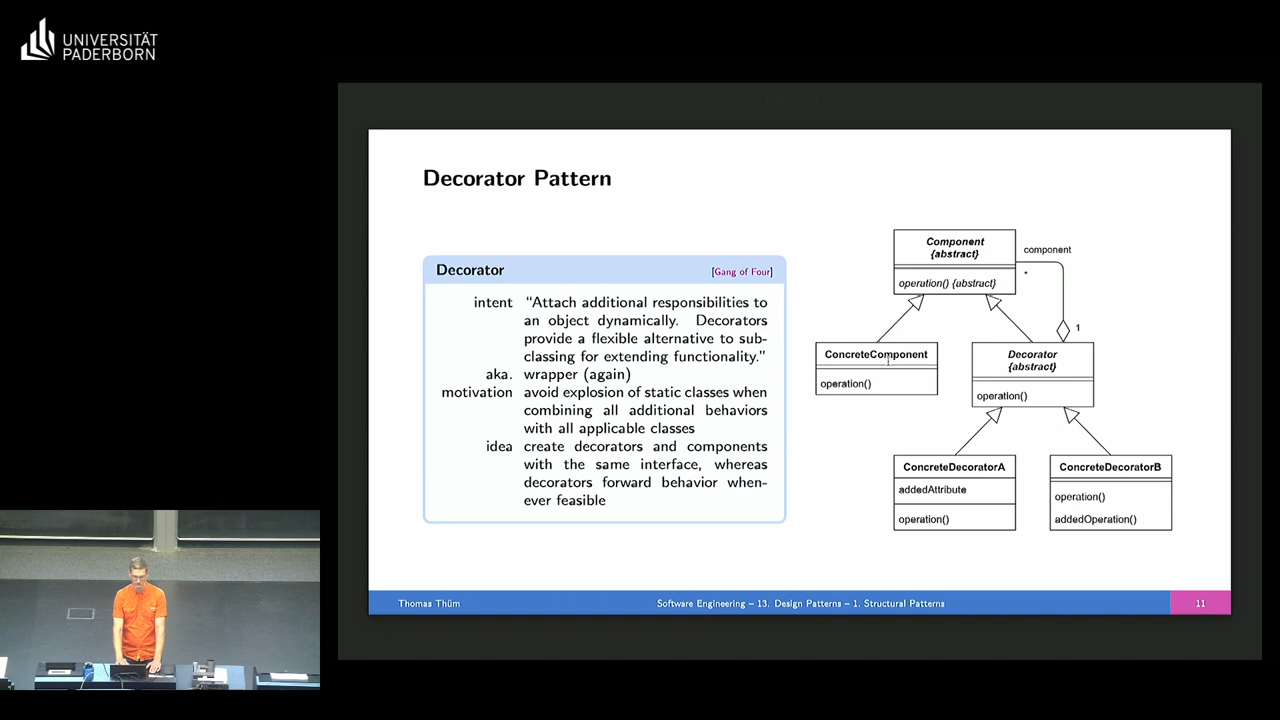 UNIVERSITÄT
PADERBORN
Decorator Pattern
Decorator [Gang of Four]
intent "Attach additional responsibilities to
an object dynamically. Decorators
provide a flexible alternative to sub-
classing for extending functionality."
aka. wrapper (again)
motivation avoid explosion of static classes when
combining all additional behaviors
with all applicable classes
idea create decorators and components
with the same interface, whereas
decorators forward behavior when-
ever feasible
Component
{abstract}
operation() {abstract}
component
*
1
ConcreteComponent
operation()
Decorator
{abstract}
operation()
ConcreteDecoratorA
addedAttribute
operation()
ConcreteDecoratorB
operation()
addedOperation()
Thomas Thüm
Software Engineering – 13. Design Patterns – 1. Structural Patterns
11